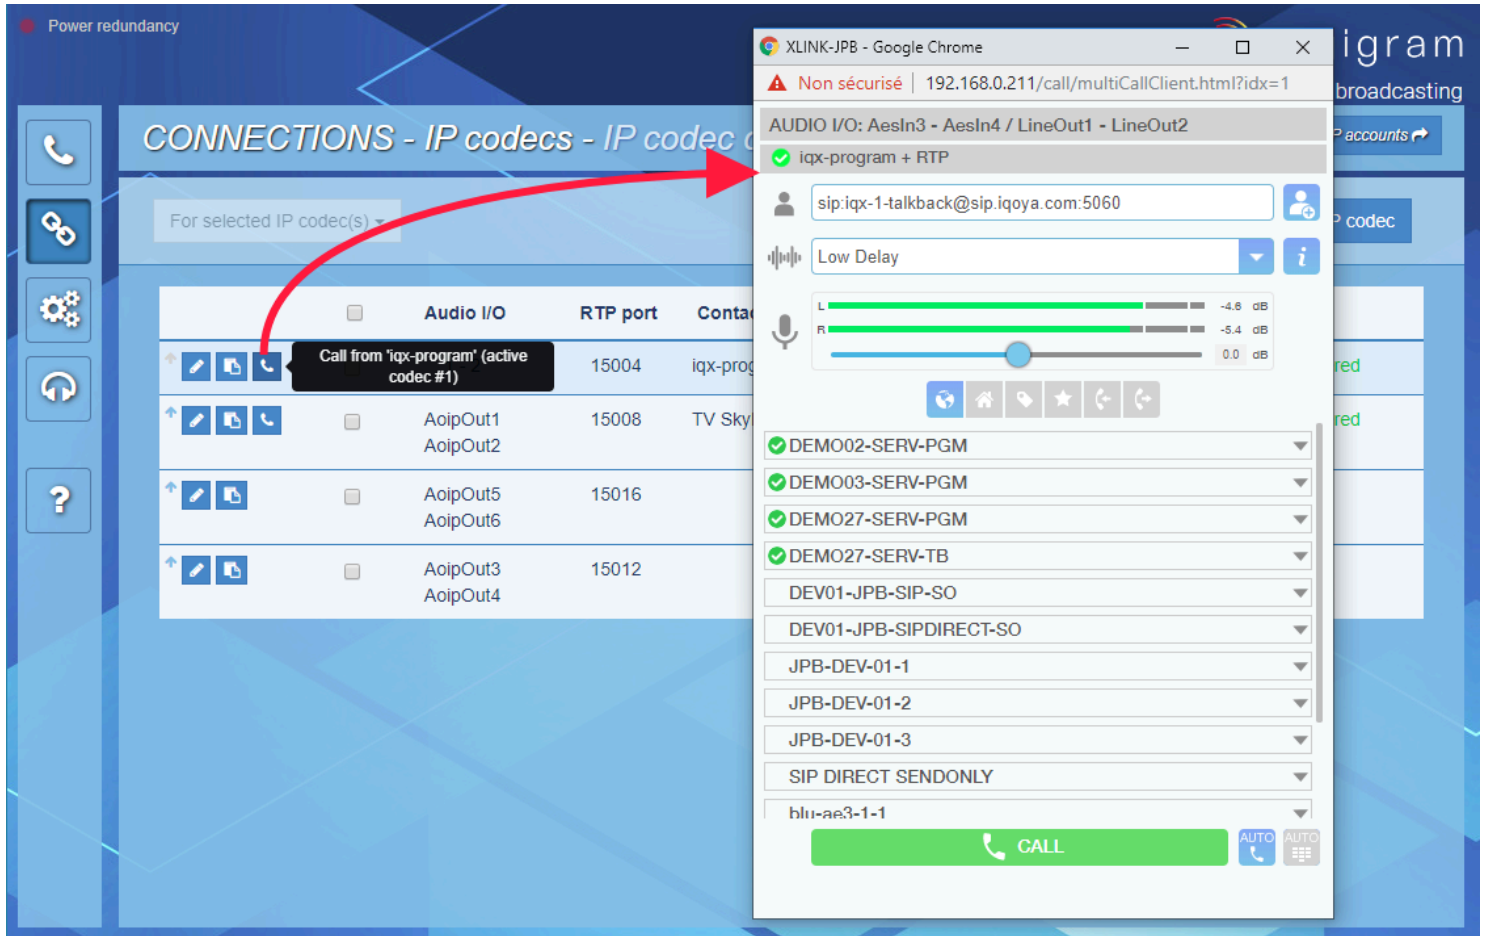 Power redundancy
igram
broadcasting
CONNECTIONS - IP codecs - IP codec
P accounts
For selected IP codec(s)
P codec
Audio I/O
RTP port
Conta
Call from 'iqx-program' (active
codec #1)
15004
iqx-prog
red
AoipOut1
AoipOut2
15008
TV Sky
red
AoipOut5
AoipOut6
15016
AoipOut3
AoipOut4
15012
?
XLINK-JPB - Google Chrome
Non sécurisé | 192.168.0.211/call/multiCallClient.html?idx=1
AUDIO I/O: AesIn3 - AesIn4 / LineOut1 - LineOut2
iqx-program + RTP
sip:iqx-1-talkback@sip.iqoya.com:5060
Low Delay
i
L -4.6 dB
R -5.4 dB
0.0 dB
DEMO02-SERV-PGM
DEMO03-SERV-PGM
DEMO27-SERV-PGM
DEMO27-SERV-TB
DEV01-JPB-SIP-SO
DEV01-JPB-SIPDIRECT-SO
JPB-DEV-01-1
JPB-DEV-01-2
JPB-DEV-01-3
SIP DIRECT SENDONLY
blu-ae3-1-1
CALL
AUTO
AUTO